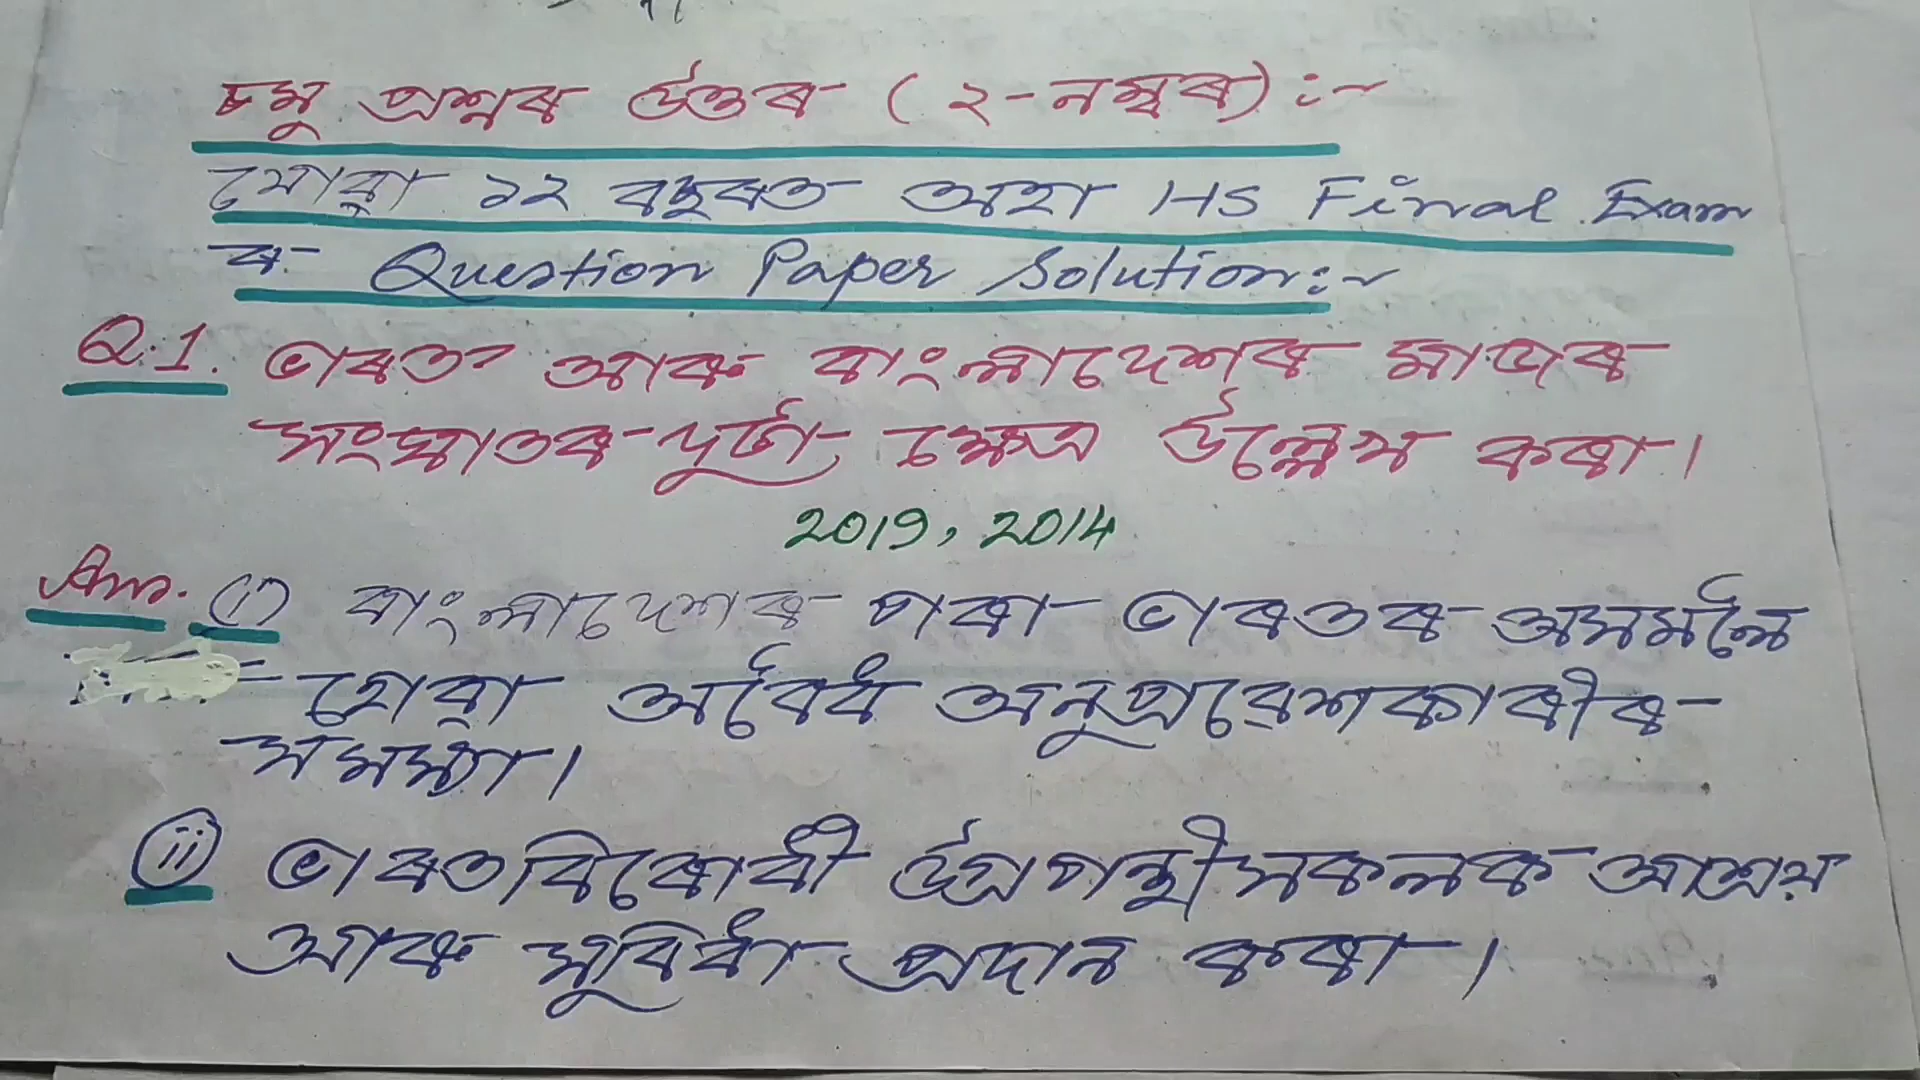 চমু প্ৰশ্নৰ উত্তৰ (২-নম্বৰ):~
যোৱা ১২ বছৰত অহা HS Final Exam
ৰ Question Paper Solution:~
Q.1. ভাৰত আৰু বাংলাদেশৰ মাজৰ
সংঘাতৰ দুটা ক্ষেত্ৰ উল্লেখ কৰা।
2019, 2014
Ans. (i) বাংলাদেশৰ পৰা ভাৰতৰ অসমলৈ
হোৱা অবৈধ অনুপ্ৰবেশকাৰীৰ
সমস্যা।
(ii) ভাৰতবিৰোধী উগ্ৰপন্থীসকলক আশ্ৰয়
আৰু সুবিধা প্ৰদান কৰা।